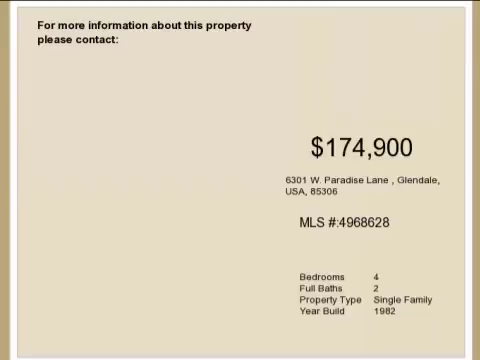 For more information about this property
please contact:
$174,900
6301 W. Paradise Lane , Glendale,
USA, 85306
MLS #:4968628
Bedrooms 4
Full Baths 2
Property Type Single Family
Year Build 1982